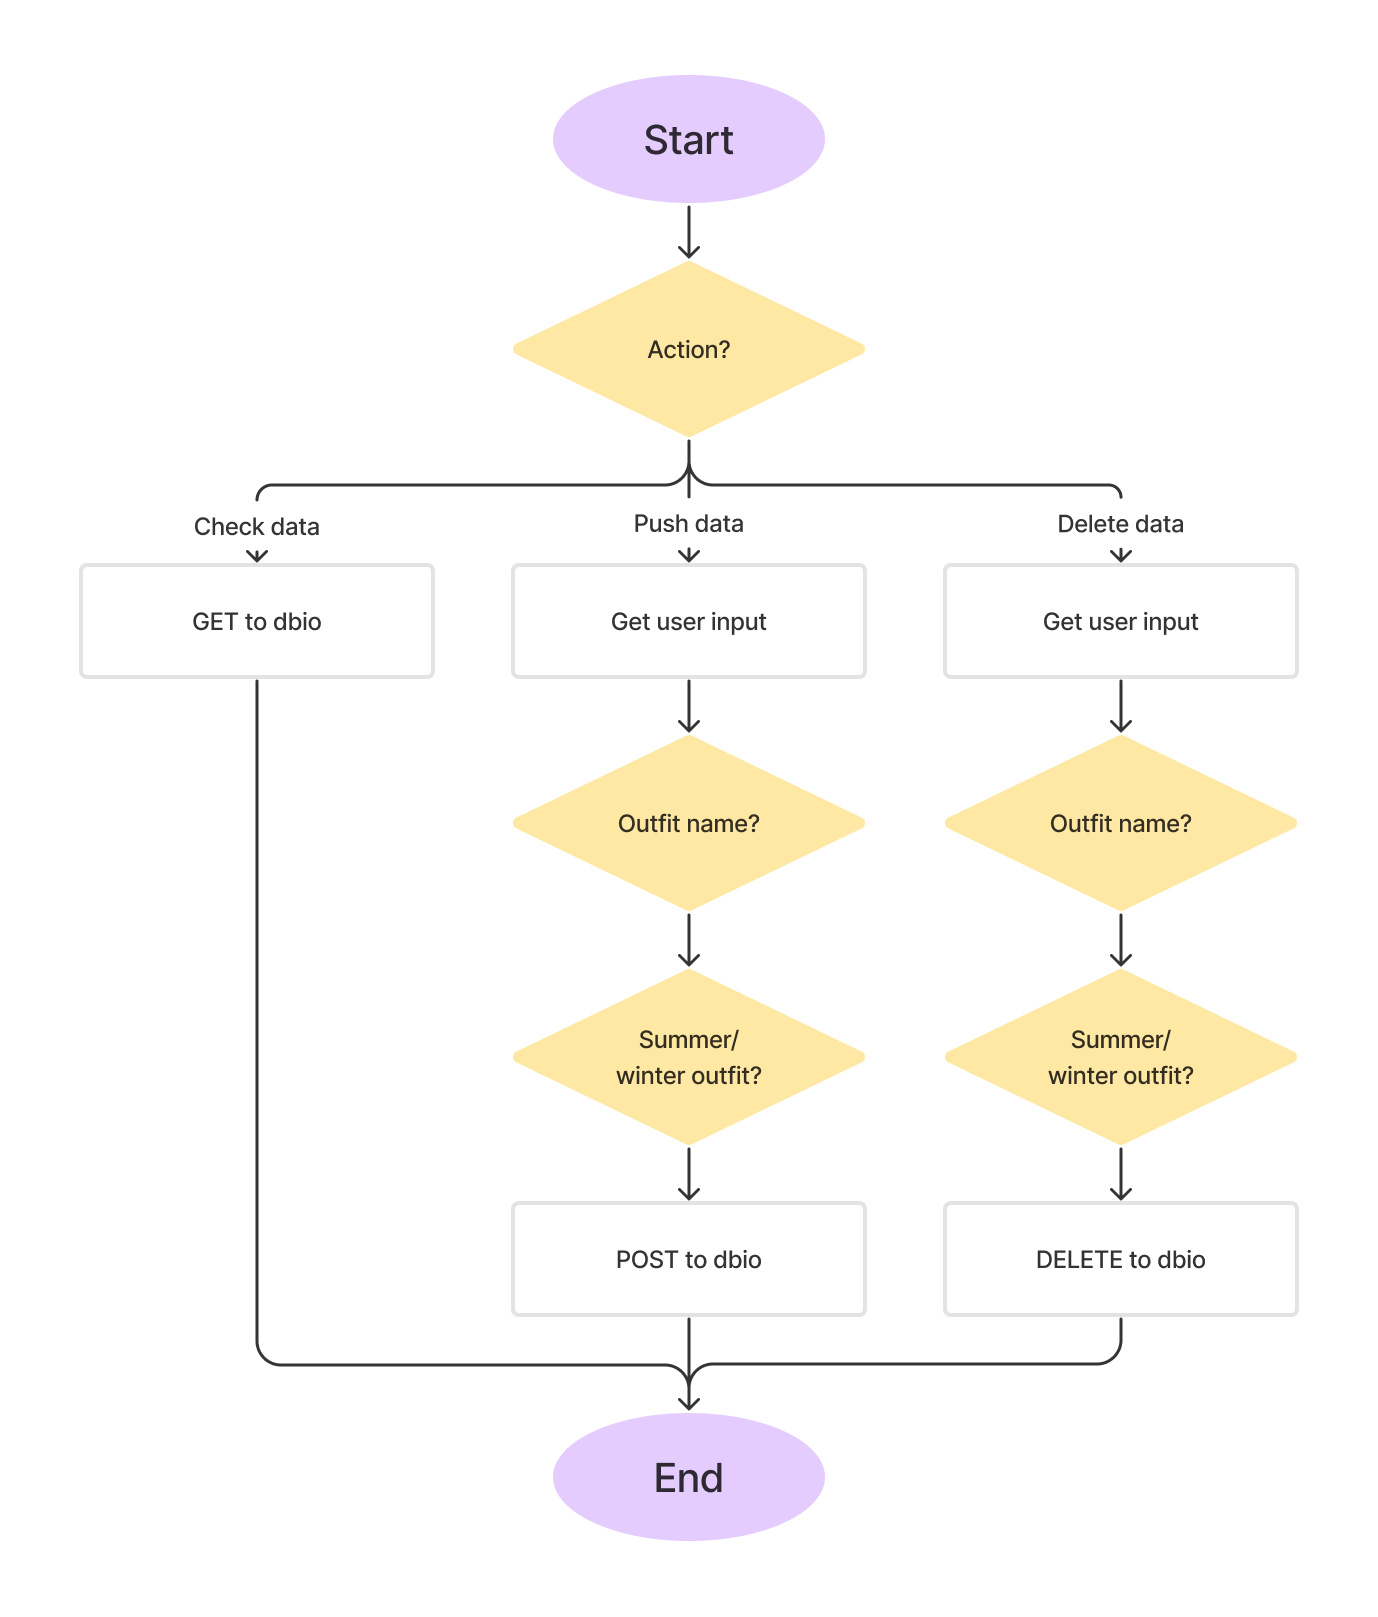 Start
Action?
Check data
Push data
Delete data
GET to dbio
Get user input
Get user input
Outfit name?
Outfit name?
Summer/
winter outfit?
Summer/
winter outfit?
POST to dbio
DELETE to dbio
End